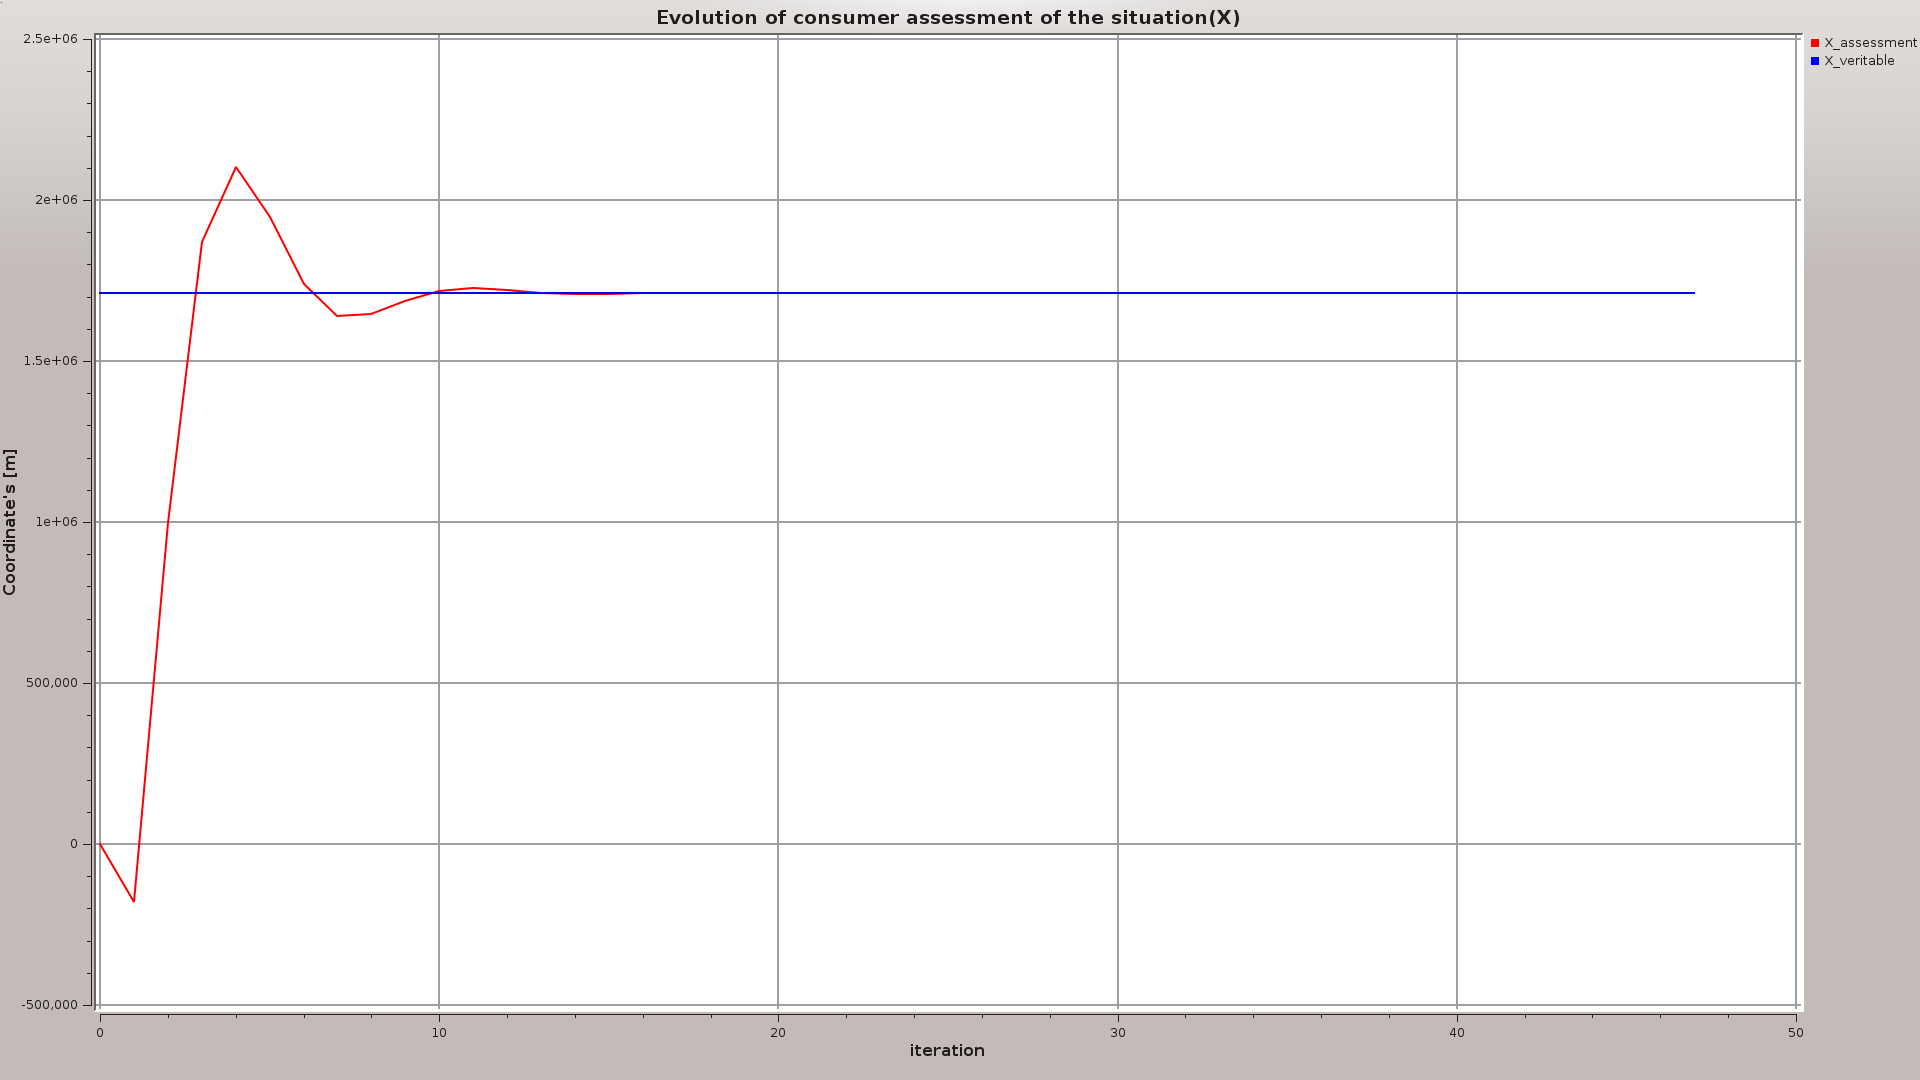 Evolution of consumer assessment of the situation(X)
X_assessment
X_veritable
Coordinate's [m]
2.5e+06
2e+06
1.5e+06
1e+06
500,000
0
-500,000
0 10 20 30 40 50
iteration